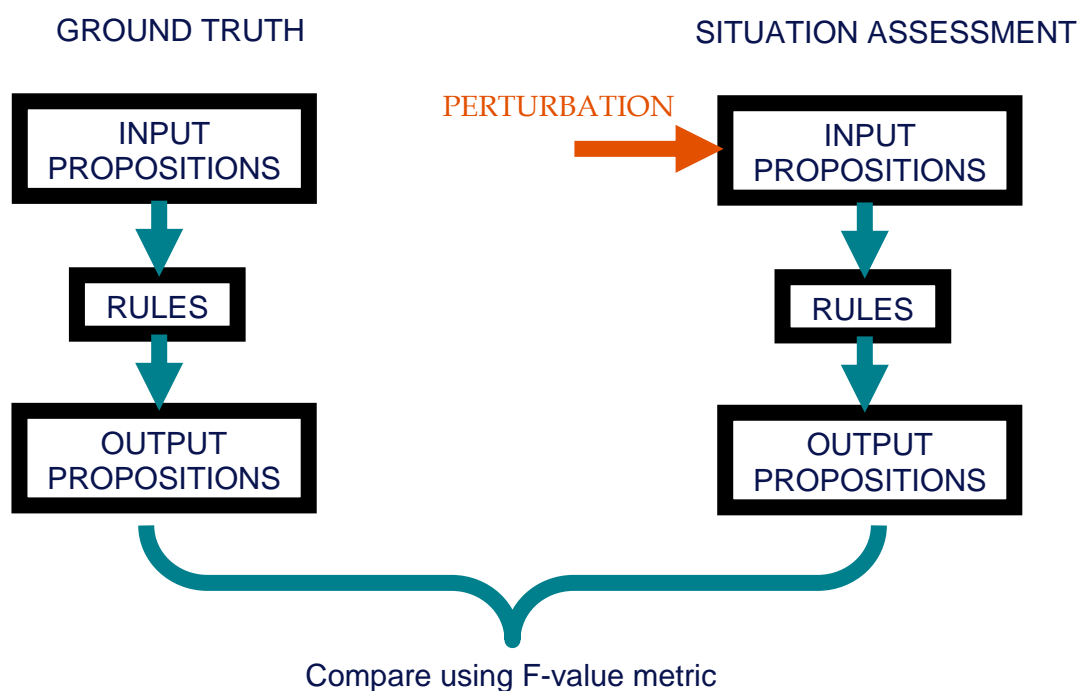 GROUND TRUTH
SITUATION ASSESSMENT
PERTURBATION
INPUT
PROPOSITIONS
INPUT
PROPOSITIONS
RULES
RULES
OUTPUT
PROPOSITIONS
OUTPUT
PROPOSITIONS
Compare using F-value metric